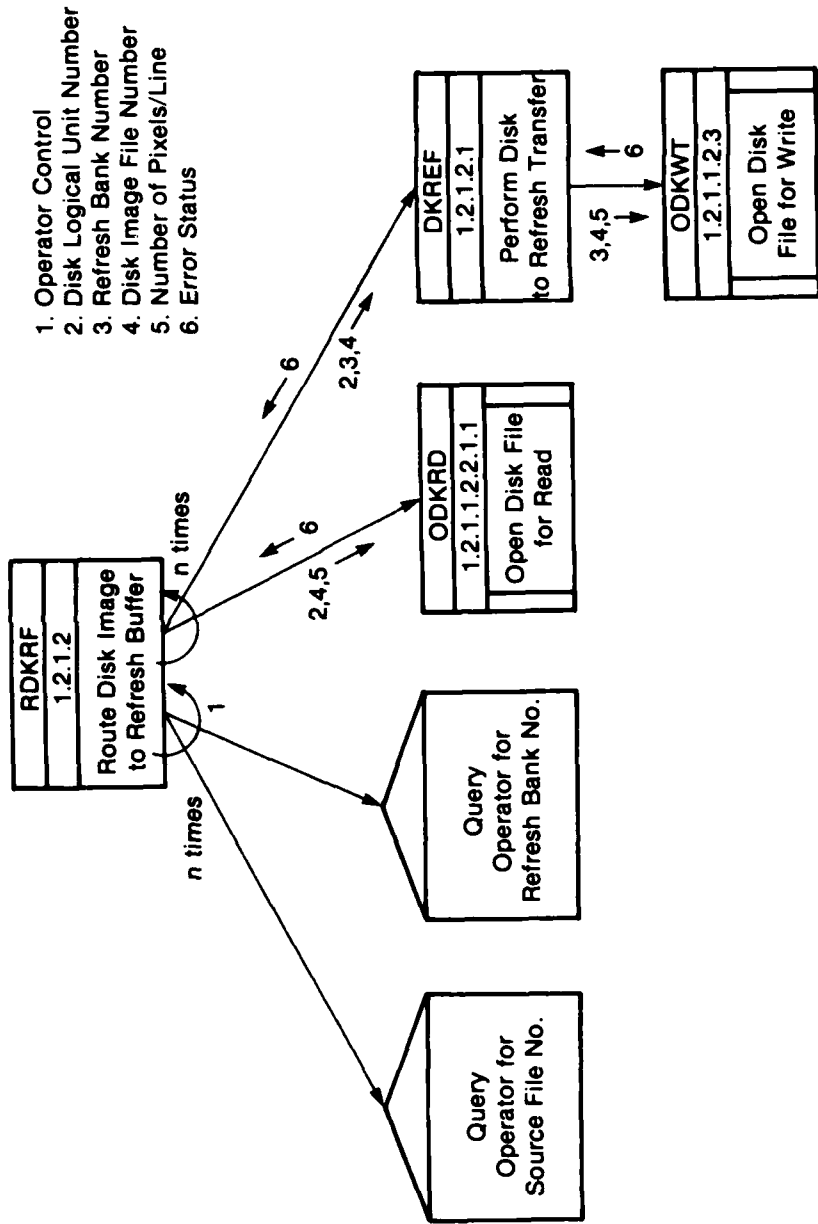 1. Operator Control
2. Disk Logical Unit Number
3. Refresh Bank Number
4. Disk Image File Number
5. Number of Pixels/Line
6. Error Status
RDKRF
1.2.1.2
Route Disk Image
to Refresh Buffer
n times
1
n times
6
2,3,4
6
2,4,5
Query
Operator for
Source File No.
Query
Operator for
Refresh Bank No.
ODKRD
1.2.1.1.2.2.1.1
Open Disk File
for Read
DKREF
1.2.1.2.1
Perform Disk
to Refresh Transfer
3,4,5
6
ODKWT
1.2.1.1.2.3
Open Disk
File for Write